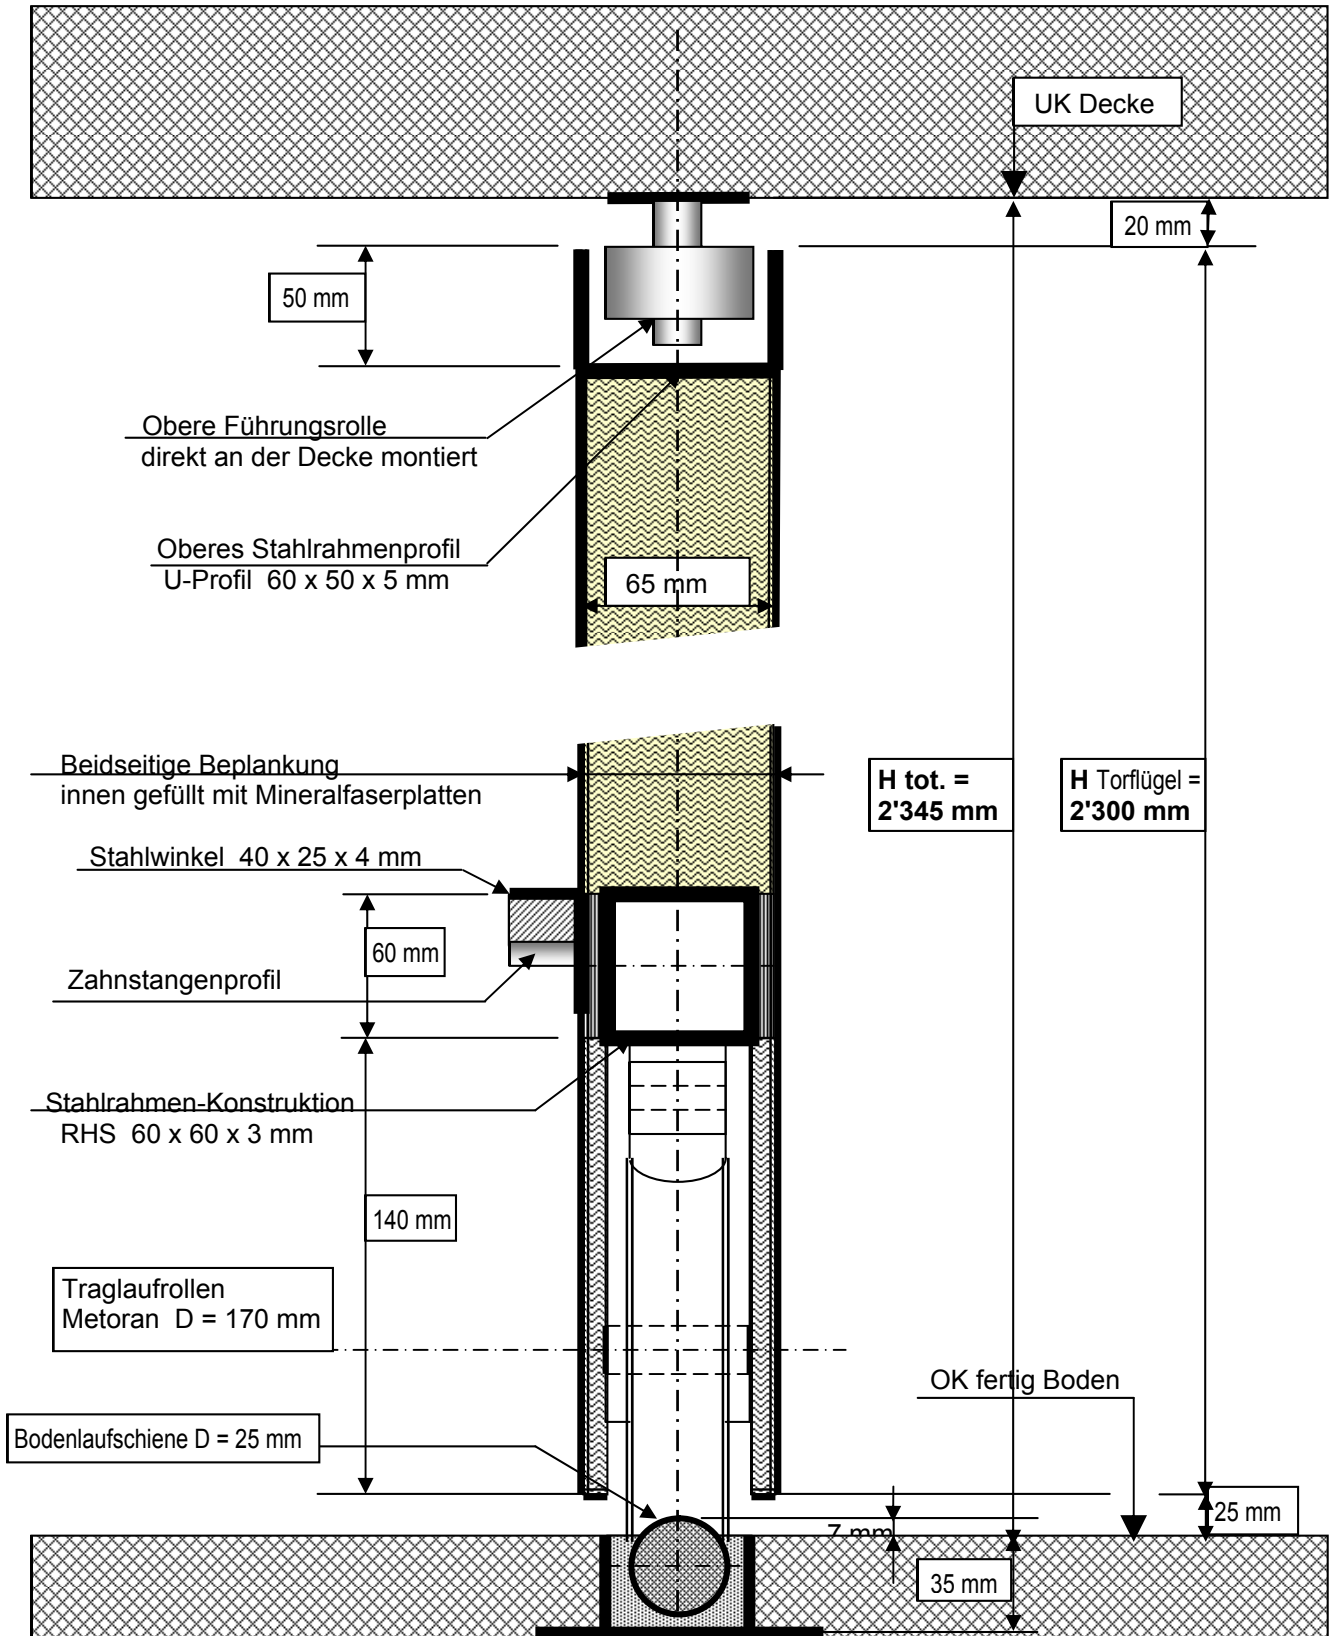 UK Decke
20 mm
50 mm
Obere Führungsrolle
direkt an der Decke montiert
Oberes Stahlrahmenprofil
U-Profil 60 x 50 x 5 mm
65 mm
Beidseitige Beplankung
innen gefüllt mit Mineralfaserplatten
H tot. =
2'345 mm
H Torflügel =
2'300 mm
Stahlwinkel 40 x 25 x 4 mm
60 mm
Zahnstangenprofil
Stahlrahmen-Konstruktion
RHS 60 x 60 x 3 mm
140 mm
Traglaufrollen
Metoran D = 170 mm
OK fertig Boden
Bodenlaufschiene D = 25 mm
25 mm
7 mm
35 mm